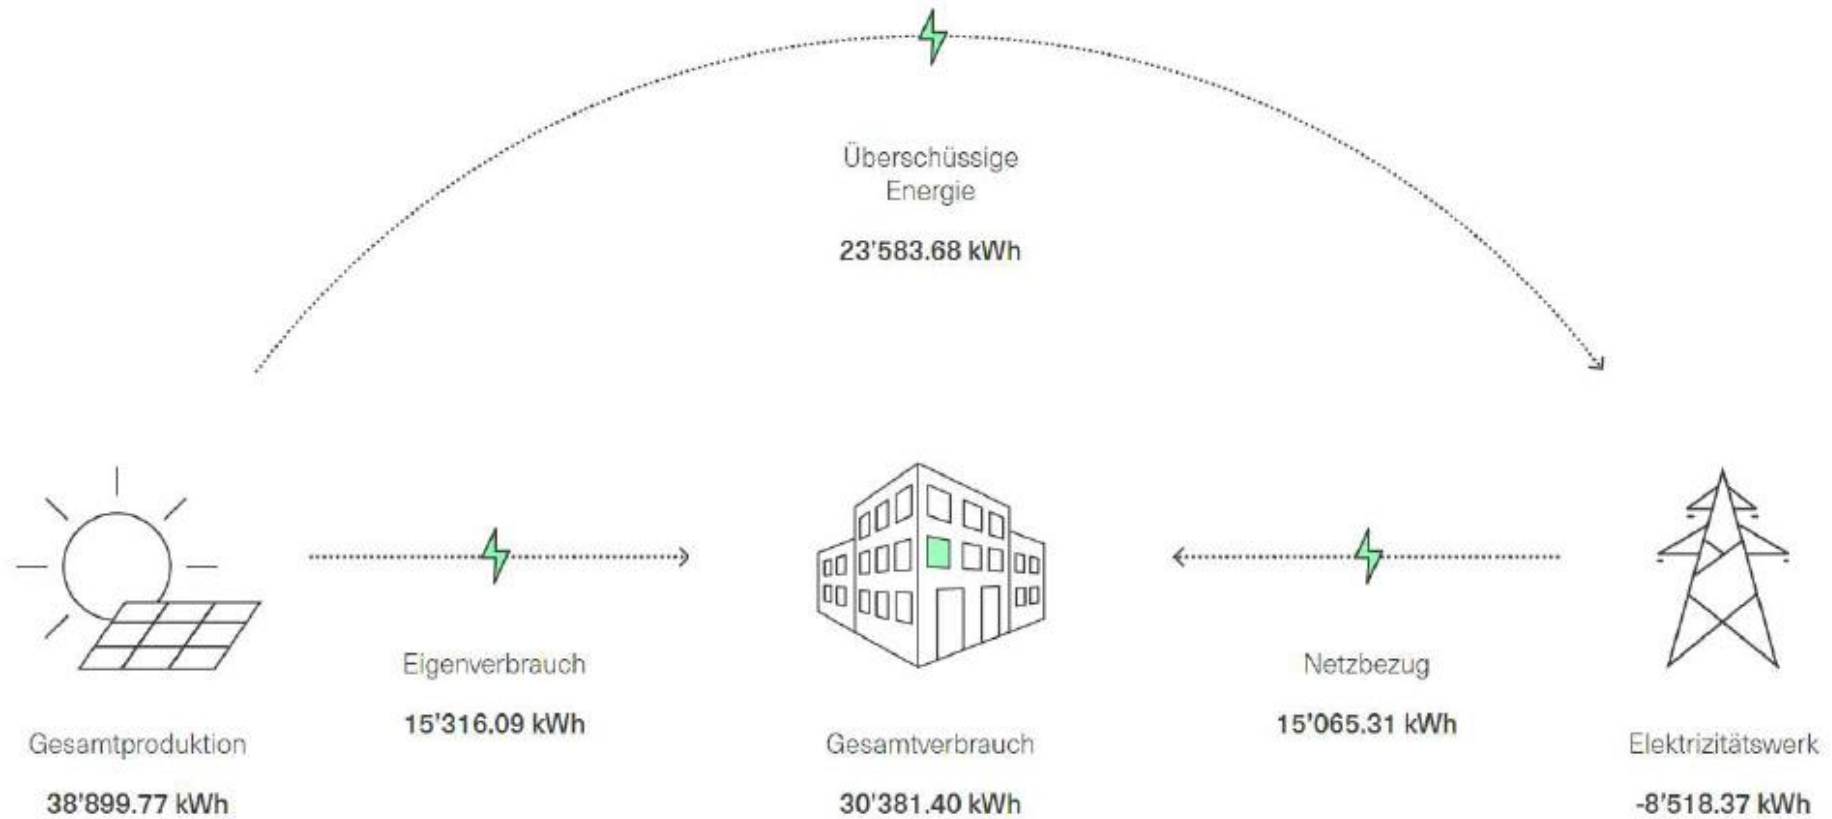 Überschüssige
Energie
23'583.68 kWh
Eigenverbrauch
15'316.09 kWh
Netzbezug
15'065.31 kWh
Gesamtproduktion
38'899.77 kWh
Gesamtverbrauch
30'381.40 kWh
Elektrizitätswerk
-8'518.37 kWh